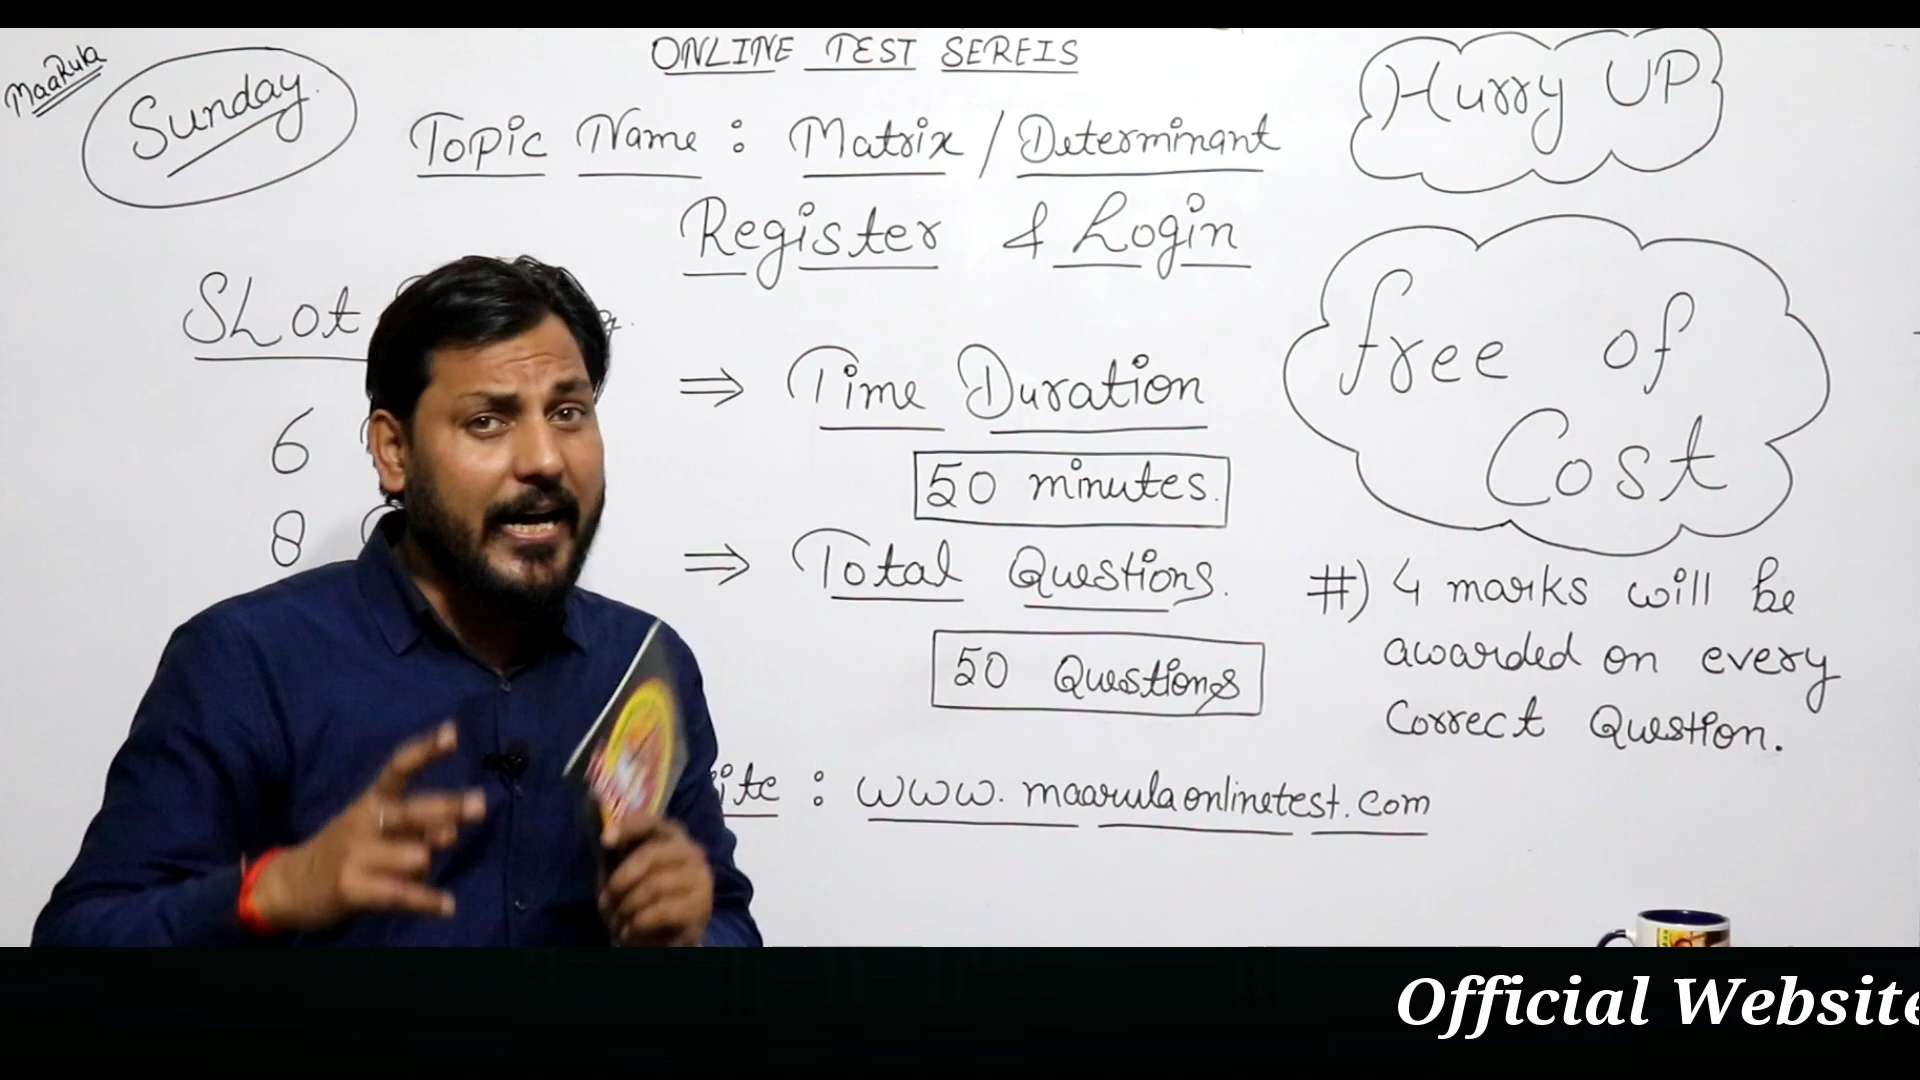 MaaRula
Sunday.
ONLINE TEST SEREIS
Topic Name : Matrix / Determinant
Hurry UP
Register & Login
SLot
⇒ Time Duration
50 minutes.
free of
Cost
6
8
⇒ Total Questions.
50 Questions
#) 4 marks will be
awarded on every
Correct Question.
ite : www.maarulaonlinetest.com
Official Website